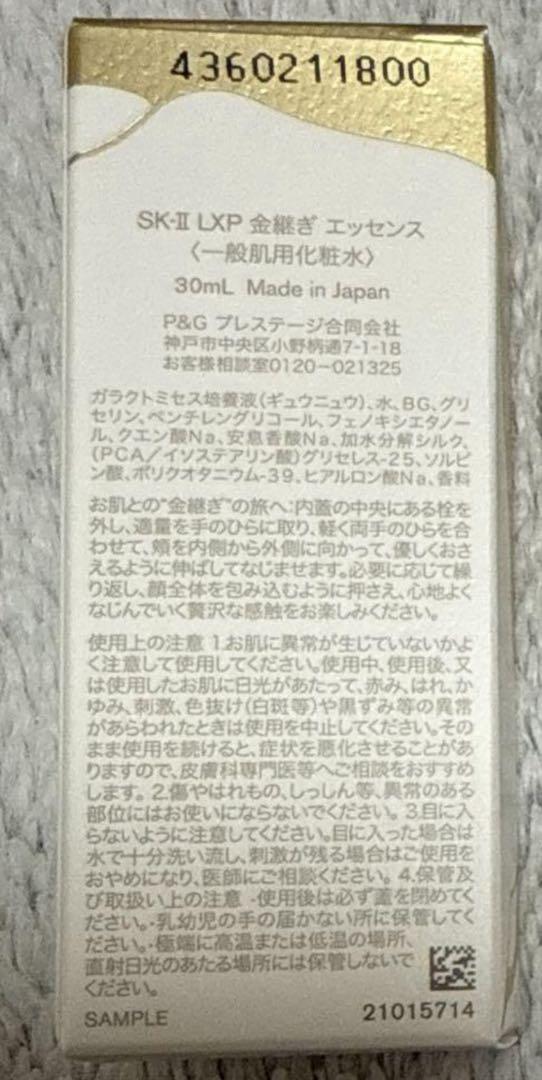 4360211800
SK-II LXP 金継ぎ エッセンス
〈一般肌用化粧水〉
30mL Made in Japan
P&G プレステージ合同会社
神戸市中央区小野柄通7-1-18
お客様相談室0120-021325
ガラクトミセス培養液(ギュウニュウ)､水､BG､グリ
セリン､ペンチレングリコール､フェノキシエタノー
ル､クエン酸Na､安息香酸Na､加水分解シルク､
(PCA/イソステアリン酸)グリセレス-25､ソルビ
ン酸､ポリクオタニウム-39､ヒアルロン酸Na､香料
お肌との“金継ぎ”の旅へ:内蓋の中央にある栓を
外し､適量を手のひらに取り､軽く両手のひらを合
わせて､頬を内側から外側に向かって､優しくおさ
えるように伸ばしてなじませます｡必要に応じて繰
り返し､顔全体を包み込むように押さえ､心地よく
なじんでいく贅沢な感触をお楽しみください｡
使用上の注意 1.お肌に異常が生じていないかよ
く注意して使用してください｡使用中､使用後､又
は使用したお肌に日光があたって､赤み､はれ､か
ゆみ､刺激､色抜け(白斑等)や黒ずみ等の異常
があらわれたときは使用を中止してください｡その
まま使用を続けると､症状を悪化させることがあ
りますので､皮膚科専門医等へご相談をおすすめ
します｡ 2.傷やはれもの､しっしん等､異常のある
部位にはお使いにならないでください｡ 3.目に入
らないように注意してください｡目に入った場合は
水で十分洗い流し､刺激が残る場合はご使用を
おやめになり､医師にご相談ください｡ 4.保管及
び取扱い上の注意 ･使用後は必ず蓋を閉めてく
ださい｡･乳幼児の手の届かない所に保管してく
ださい｡･極端に高温または低温の場所､
直射日光のあたる場所には保管しないで
ください｡
SAMPLE
21015714